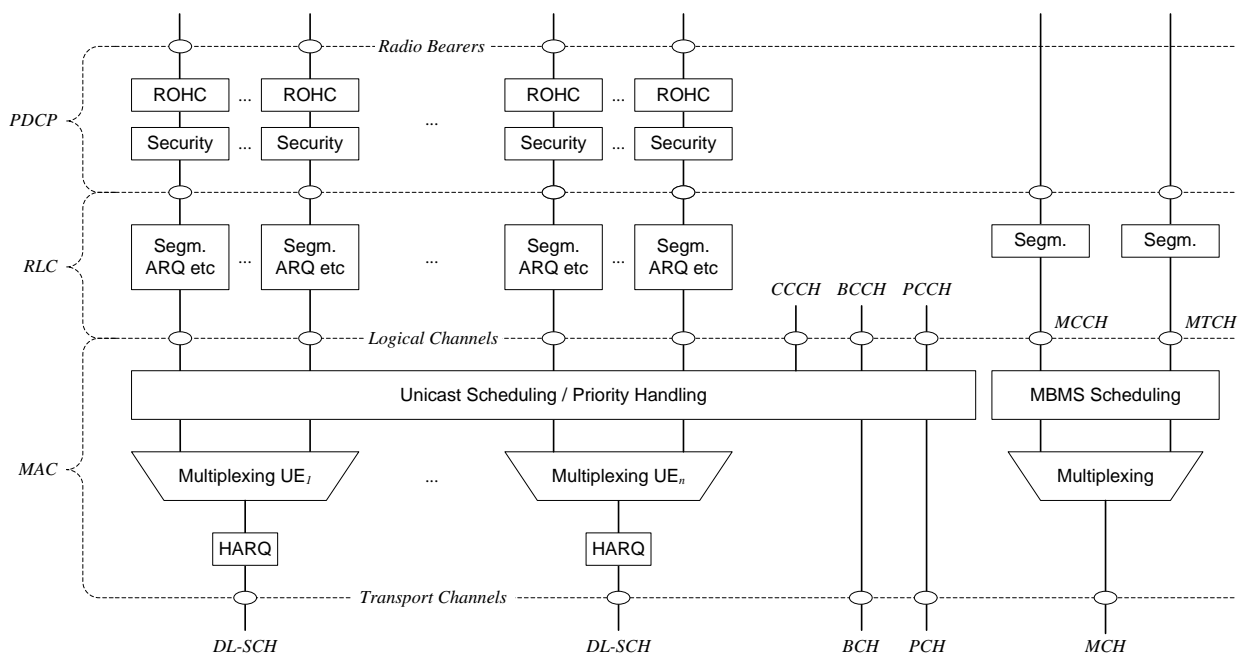 Radio Bearers
ROHC ... ROHC ROHC ... ROHC
PDCP ...
Security ... Security Security ... Security
Segm. ARQ etc ... Segm. ARQ etc ... Segm. ARQ etc ... Segm. ARQ etc Segm. Segm.
RLC
CCCH BCCH PCCH
MCCH MTCH
Logical Channels
Unicast Scheduling / Priority Handling MBMS Scheduling
MAC Multiplexing UE1 ... Multiplexing UEn Multiplexing
HARQ HARQ
Transport Channels
DL-SCH DL-SCH BCH PCH MCH